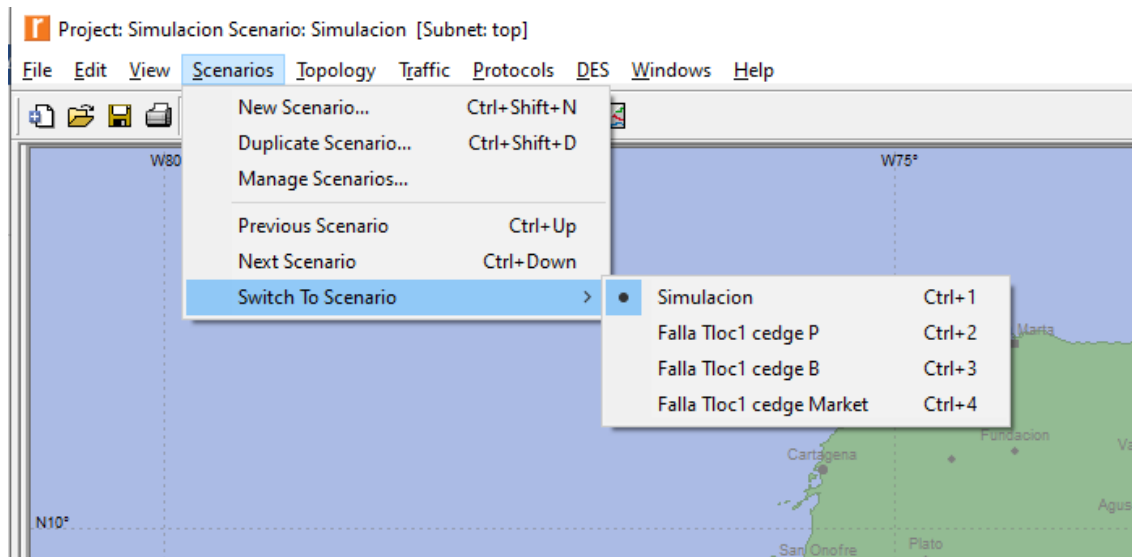 Project: Simulacion Scenario: Simulacion [Subnet: top]
File Edit View Scenarios Topology Traffic Protocols DES Windows Help
New Scenario... Ctrl+Shift+N
Duplicate Scenario... Ctrl+Shift+D
Manage Scenarios...
Previous Scenario Ctrl+Up
Next Scenario Ctrl+Down
Switch To Scenario
Simulacion Ctrl+1
Falla Tloc1 cedge P Ctrl+2
Falla Tloc1 cedge B Ctrl+3
Falla Tloc1 cedge Market Ctrl+4
W80
W75°
Marta
Fundacion
Cartagena
N10°
San Onofre
Plato